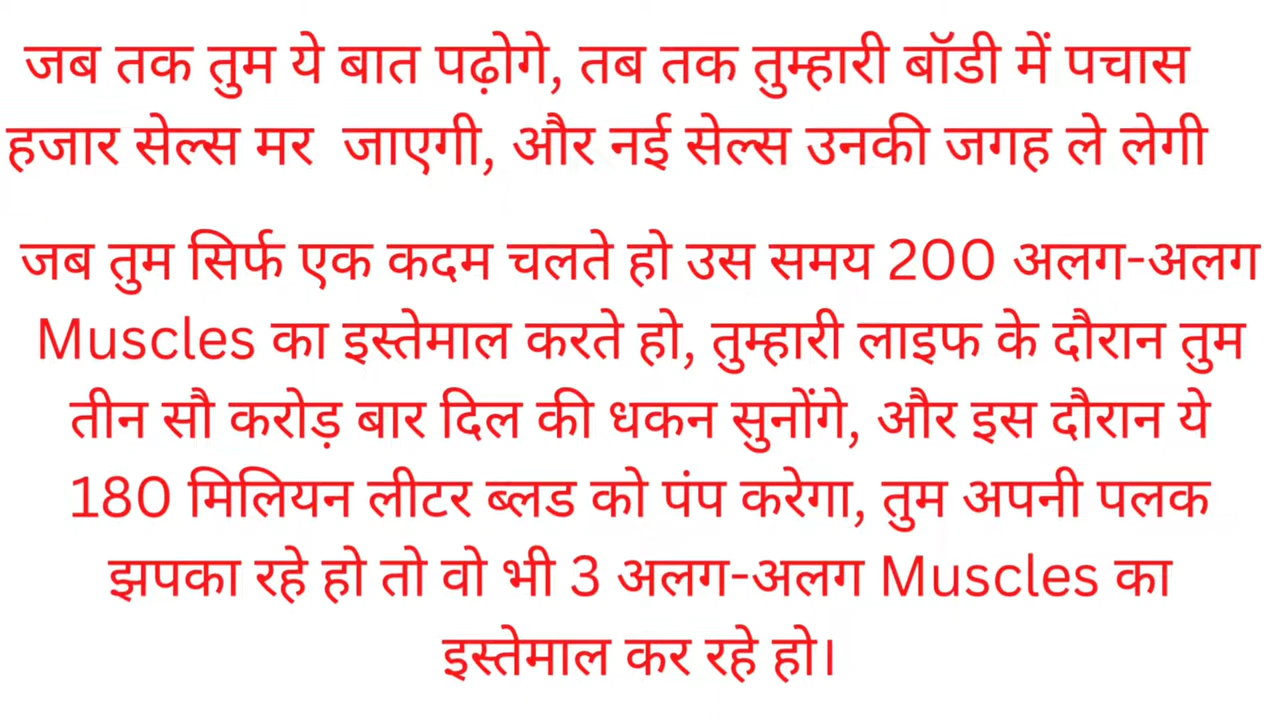 जब तक तुम ये बात पढ़ोगे, तब तक तुम्हारी बॉडी में पचास
हजार सेल्स मर जाएगी, और नई सेल्स उनकी जगह ले लेगी
जब तुम सिर्फ एक कदम चलते हो उस समय 200 अलग-अलग
Muscles का इस्तेमाल करते हो, तुम्हारी लाइफ के दौरान तुम
तीन सौ करोड़ बार दिल की धकन सुनोंगे, और इस दौरान ये
180 मिलियन लीटर ब्लड को पंप करेगा, तुम अपनी पलक
झपका रहे हो तो वो भी 3 अलग-अलग Muscles का
इस्तेमाल कर रहे हो।